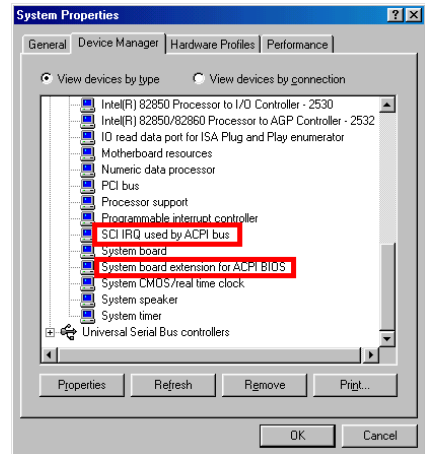 System Properties
General Device Manager Hardware Profiles Performance
View devices by type View devices by connection
Intel(R) 82850 Processor to I/O Controller - 2530
Intel(R) 82850/82860 Processor to AGP Controller - 2532
IO read data port for ISA Plug and Play enumerator
Motherboard resources
Numeric data processor
PCI bus
Processor support
Programmable interrupt controller
SCI IRQ used by ACPI bus
System board
System board extension for ACPI BIOS
System CMOS/real time clock
System speaker
System timer
Universal Serial Bus controllers
Properties Refresh Remove Print...
OK Cancel